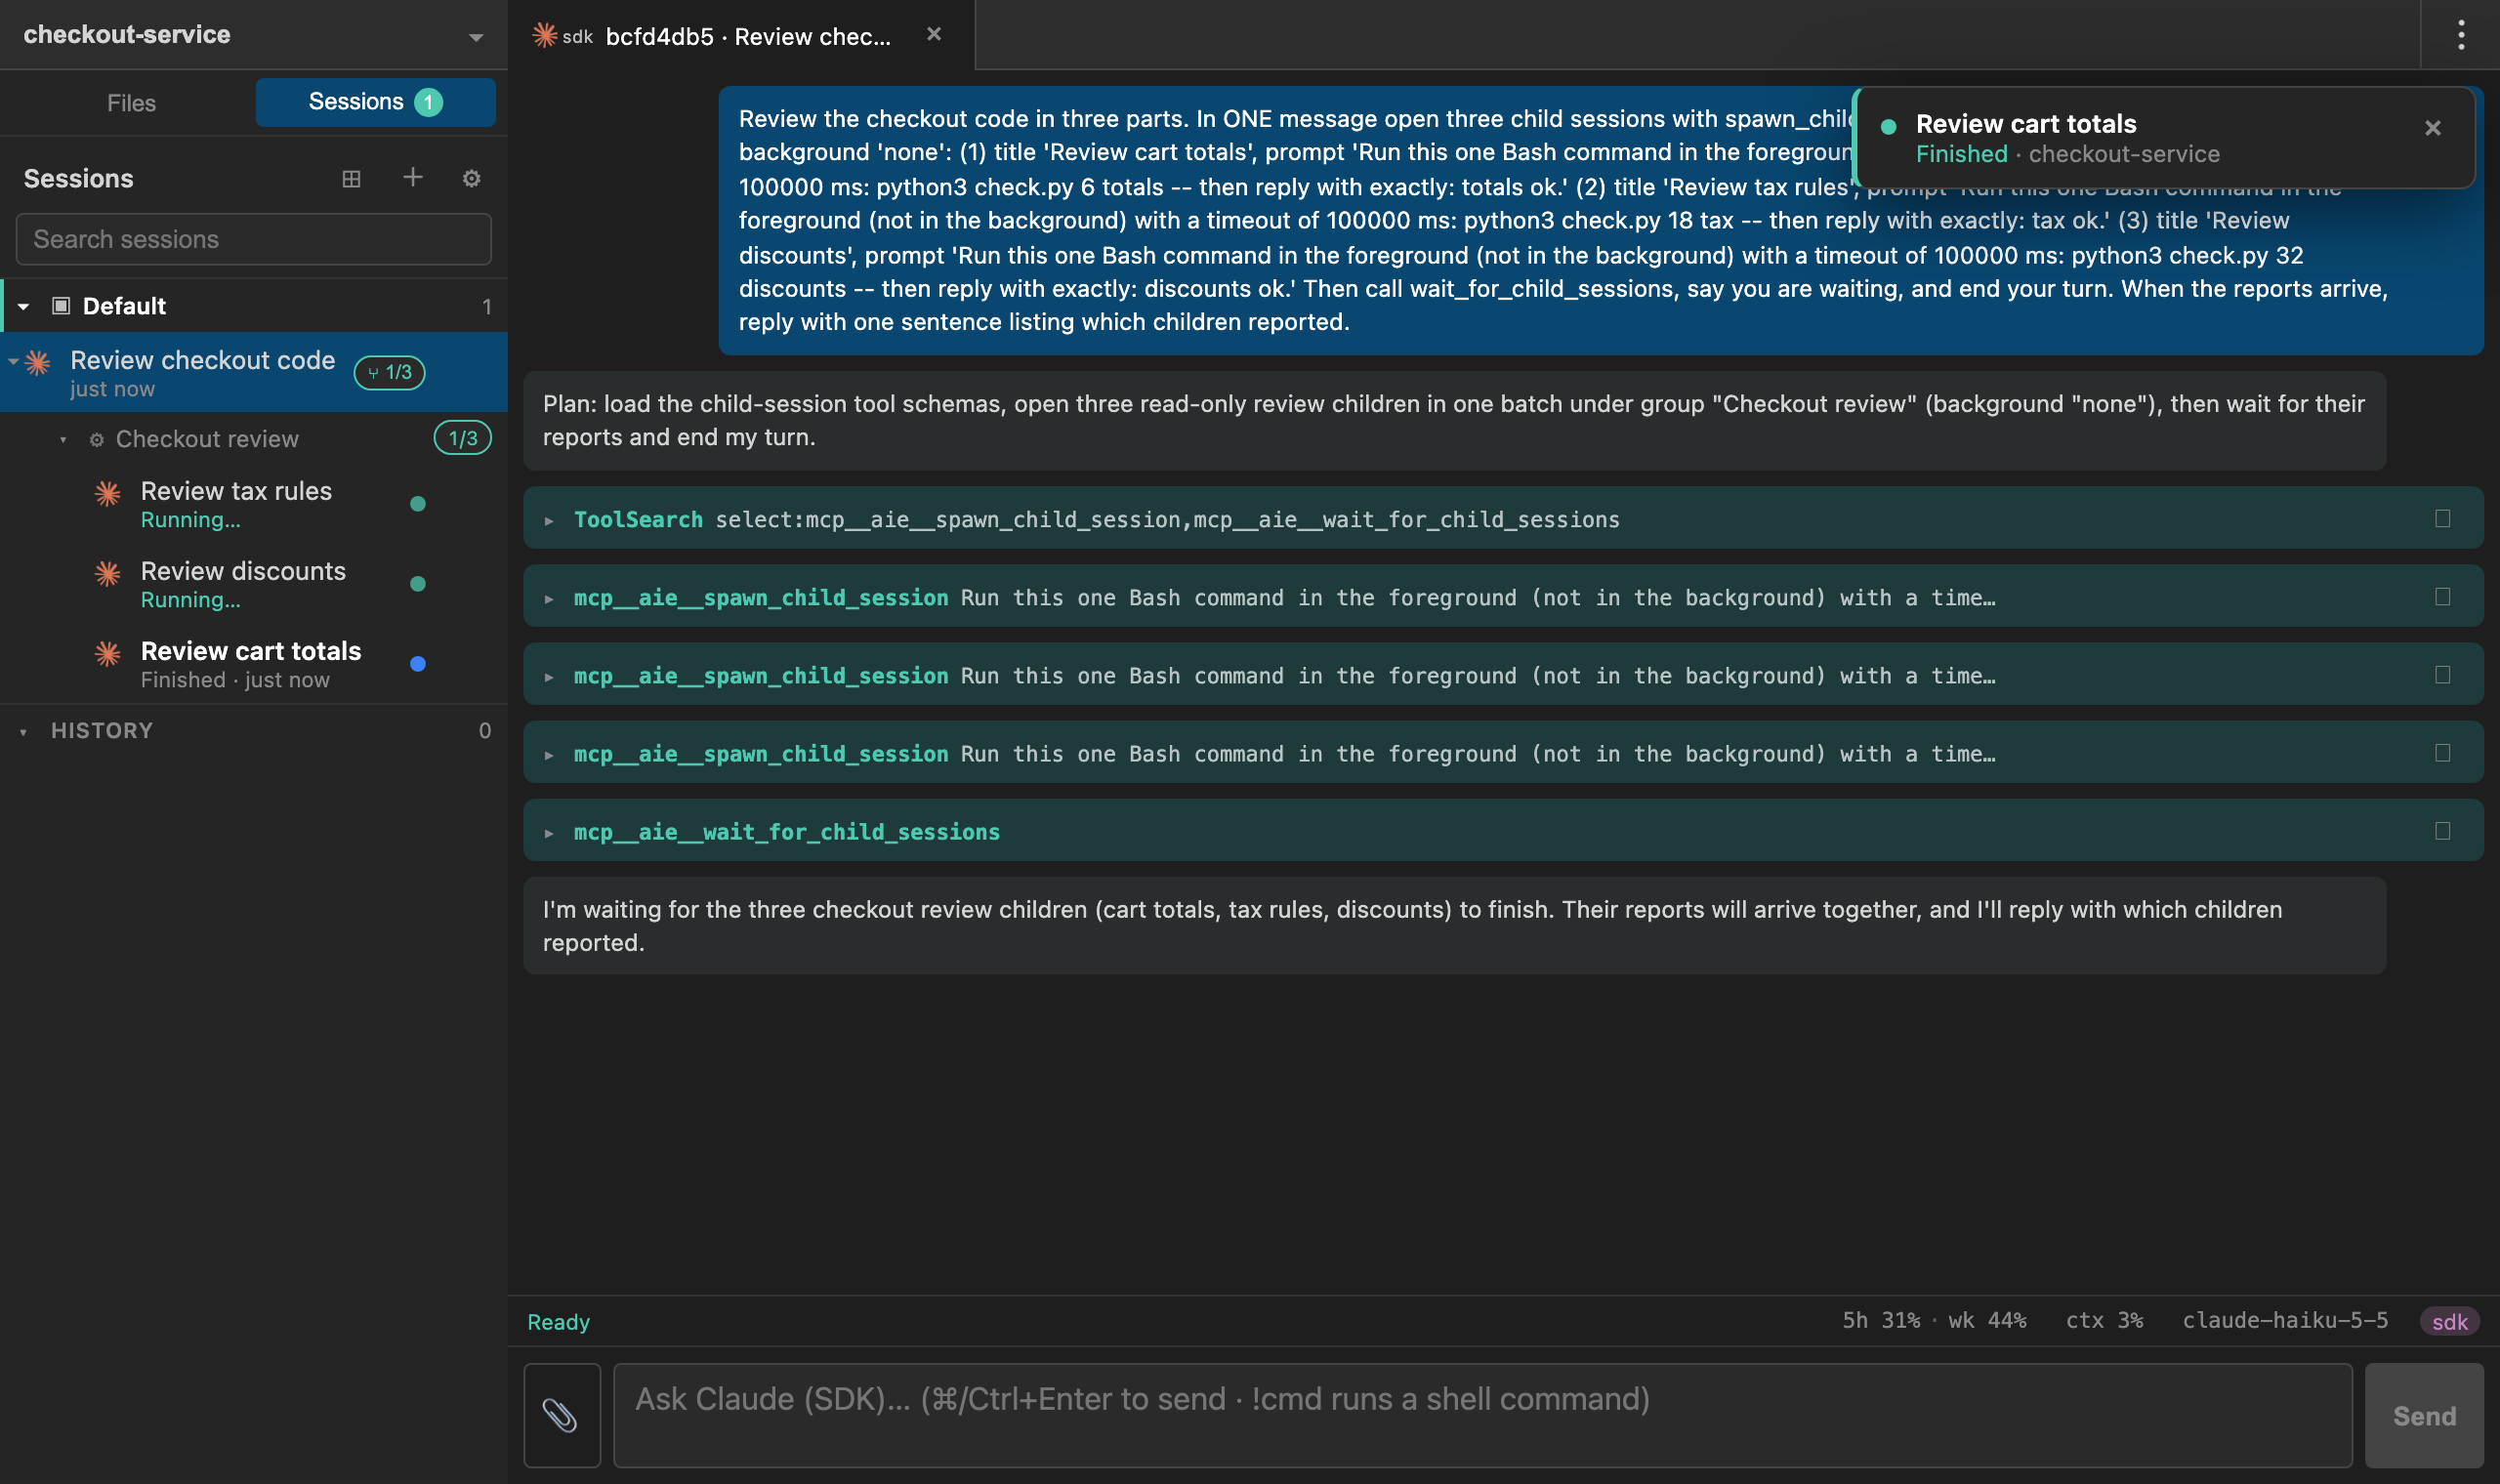 checkout-service
Files
Sessions 1
Sessions
Search sessions
Default 1
Review checkout code
just now
1/3
Checkout review 1/3
Review tax rules
Running...
Review discounts
Running...
Review cart totals
Finished · just now
HISTORY 0
sdk bcfd4db5 · Review chec...
Review cart totals
Finished · checkout-service
Review the checkout code in three parts. In ONE message open three child sessions with
background 'none': (1) title 'Review cart totals', prompt 'Run this one Bash command in the
100000 ms: python3 check.py 6 totals -- then reply with exactly: totals ok.' (2) title 'Review tax rules', prompt 'Run this one Bash command in the
foreground (not in the background) with a timeout of 100000 ms: python3 check.py 18 tax -- then reply with exactly: tax ok.' (3) title 'Review
discounts', prompt 'Run this one Bash command in the foreground (not in the background) with a timeout of 100000 ms: python3 check.py 32
discounts -- then reply with exactly: discounts ok.' Then call wait_for_child_sessions, say you are waiting, and end your turn. When the reports arrive,
reply with one sentence listing which children reported.
Plan: load the child-session tool schemas, open three read-only review children in one batch under group "Checkout review" (background "none"), then wait for their
reports and end my turn.
ToolSearch select:mcp__aie__spawn_child_session,mcp__aie__wait_for_child_sessions
mcp__aie__spawn_child_session Run this one Bash command in the foreground (not in the background) with a time…
mcp__aie__spawn_child_session Run this one Bash command in the foreground (not in the background) with a time…
mcp__aie__spawn_child_session Run this one Bash command in the foreground (not in the background) with a time…
mcp__aie__wait_for_child_sessions
I'm waiting for the three checkout review children (cart totals, tax rules, discounts) to finish. Their reports will arrive together, and I'll reply with which children
reported.
Ready
5h 31% · wk 44% ctx 3% claude-haiku-5-5 sdk
Ask Claude (SDK)... (⌘/Ctrl+Enter to send · !cmd runs a shell command)
Send